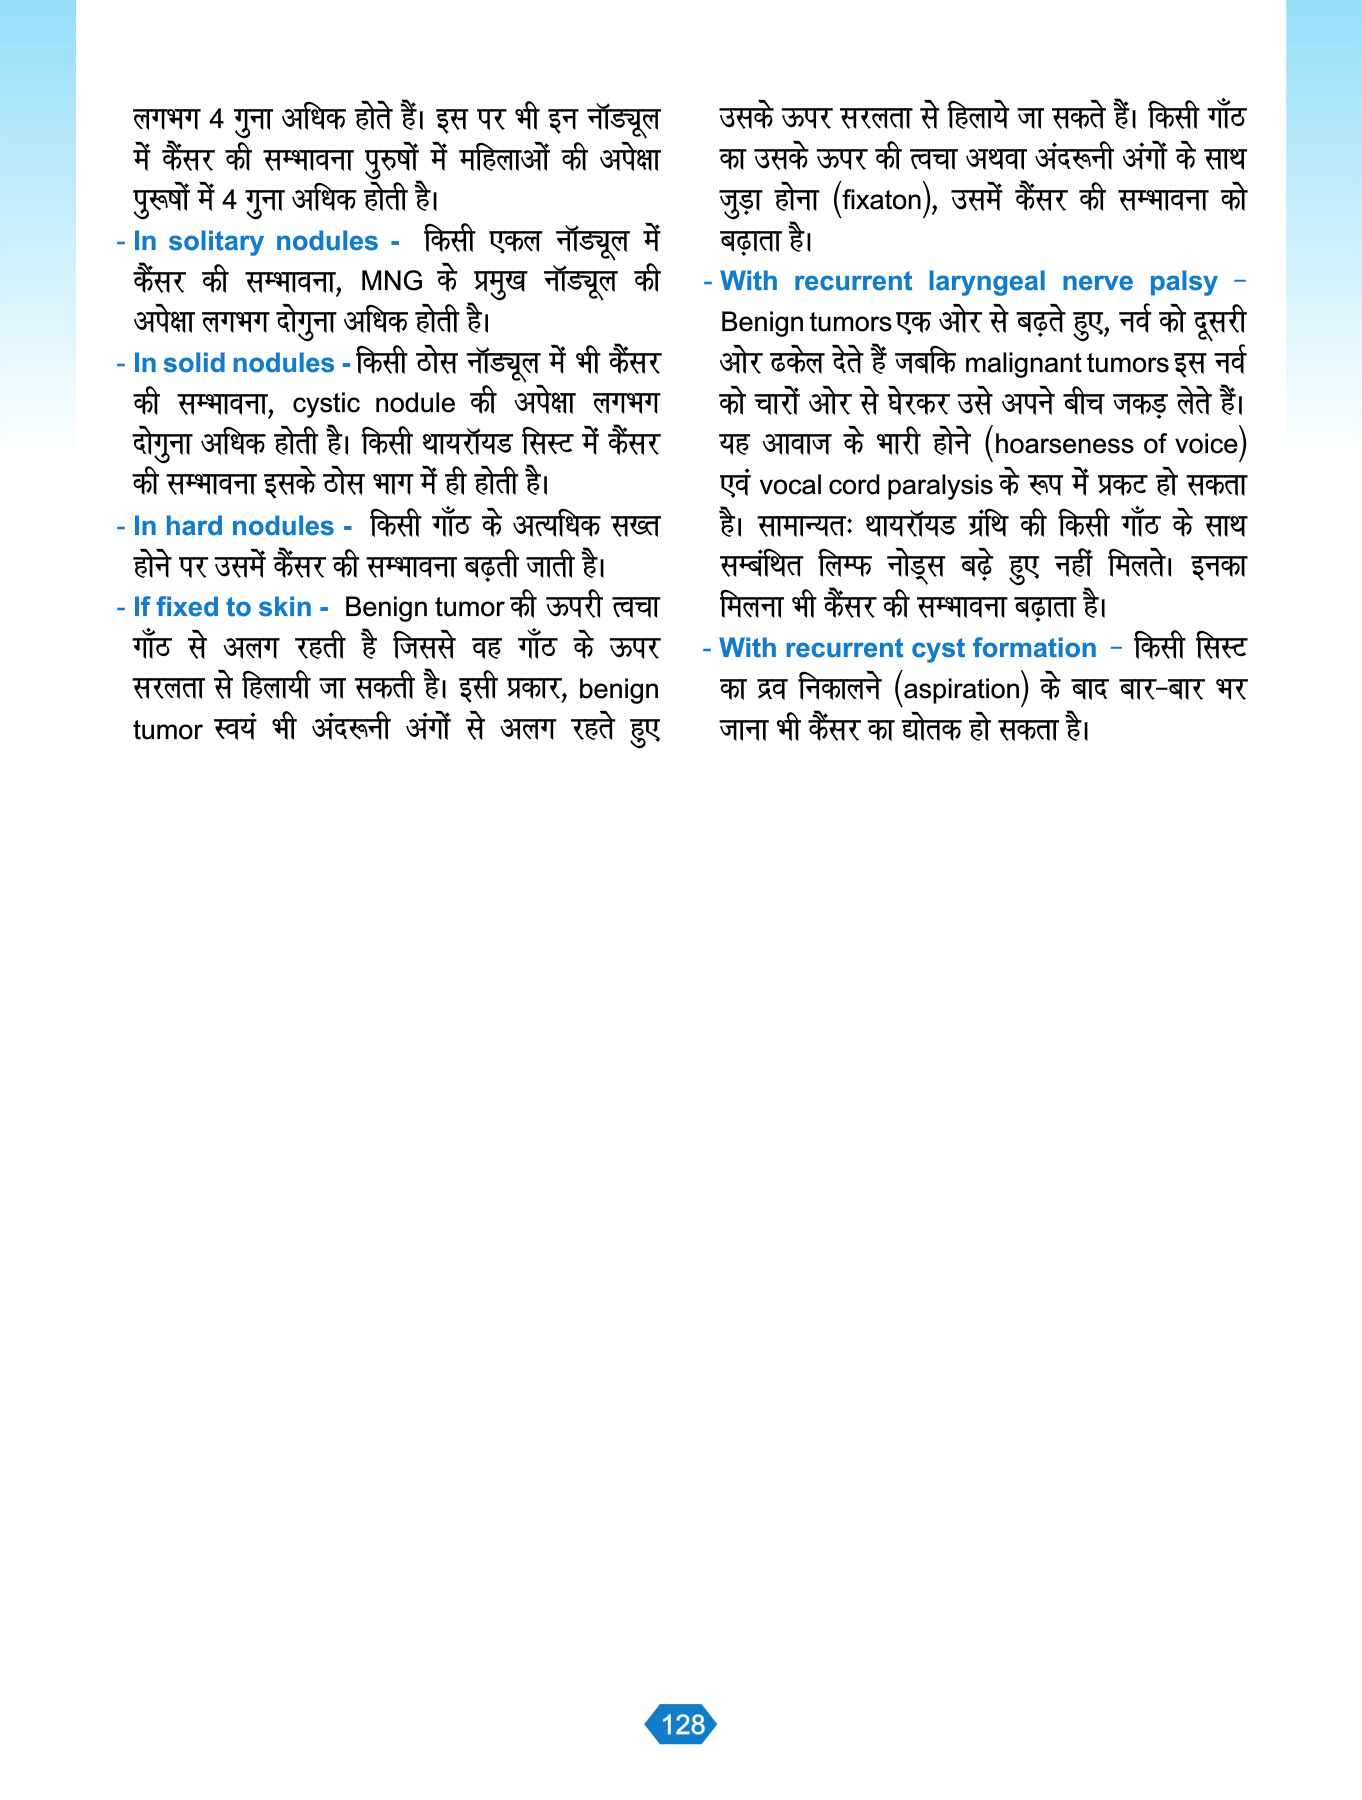 लगभग 4 गुना अधिक होते हैं। इस पर भी इन नॉड्यूल
में कैंसर की सम्भावना पुरुषों में महिलाओं की अपेक्षा
पुरूषों में 4 गुना अधिक होती है।
- In solitary nodules - किसी एकल नॉड्यूल में
कैंसर की सम्भावना, MNG के प्रमुख नॉड्यूल की
अपेक्षा लगभग दोगुना अधिक होती है।
- In solid nodules - किसी ठोस नॉड्यूल में भी कैंसर
की सम्भावना, cystic nodule की अपेक्षा लगभग
दोगुना अधिक होती है। किसी थायरॉयड सिस्ट में कैंसर
की सम्भावना इसके ठोस भाग में ही होती है।
- In hard nodules - किसी गाँठ के अत्यधिक सख्त
होने पर उसमें कैंसर की सम्भावना बढ़ती जाती है।
- If fixed to skin - Benign tumor की ऊपरी त्वचा
गाँठ से अलग रहती है जिससे वह गाँठ के ऊपर
सरलता से हिलायी जा सकती है। इसी प्रकार, benign
tumor स्वयं भी अंदरूनी अंगों से अलग रहते हुए
उसके ऊपर सरलता से हिलाये जा सकते हैं। किसी गाँठ
का उसके ऊपर की त्वचा अथवा अंदरूनी अंगों के साथ
जुड़ा होना (fixaton), उसमें कैंसर की सम्भावना को
बढ़ाता है।
- With recurrent laryngeal nerve palsy –
Benign tumors एक ओर से बढ़ते हुए, नर्व को दूसरी
ओर ढकेल देते हैं जबकि malignant tumors इस नर्व
को चारों ओर से घेरकर उसे अपने बीच जकड़ लेते हैं।
यह आवाज के भारी होने (hoarseness of voice)
एवं vocal cord paralysis के रूप में प्रकट हो सकता
है। सामान्यतः थायरॉयड ग्रंथि की किसी गाँठ के साथ
सम्बंथित लिम्फ नोड्स बढ़े हुए नहीं मिलते। इनका
मिलना भी कैंसर की सम्भावना बढ़ाता है।
- With recurrent cyst formation – किसी सिस्ट
का द्रव निकालने (aspiration) के बाद बार-बार भर
जाना भी कैंसर का द्योतक हो सकता है।
128